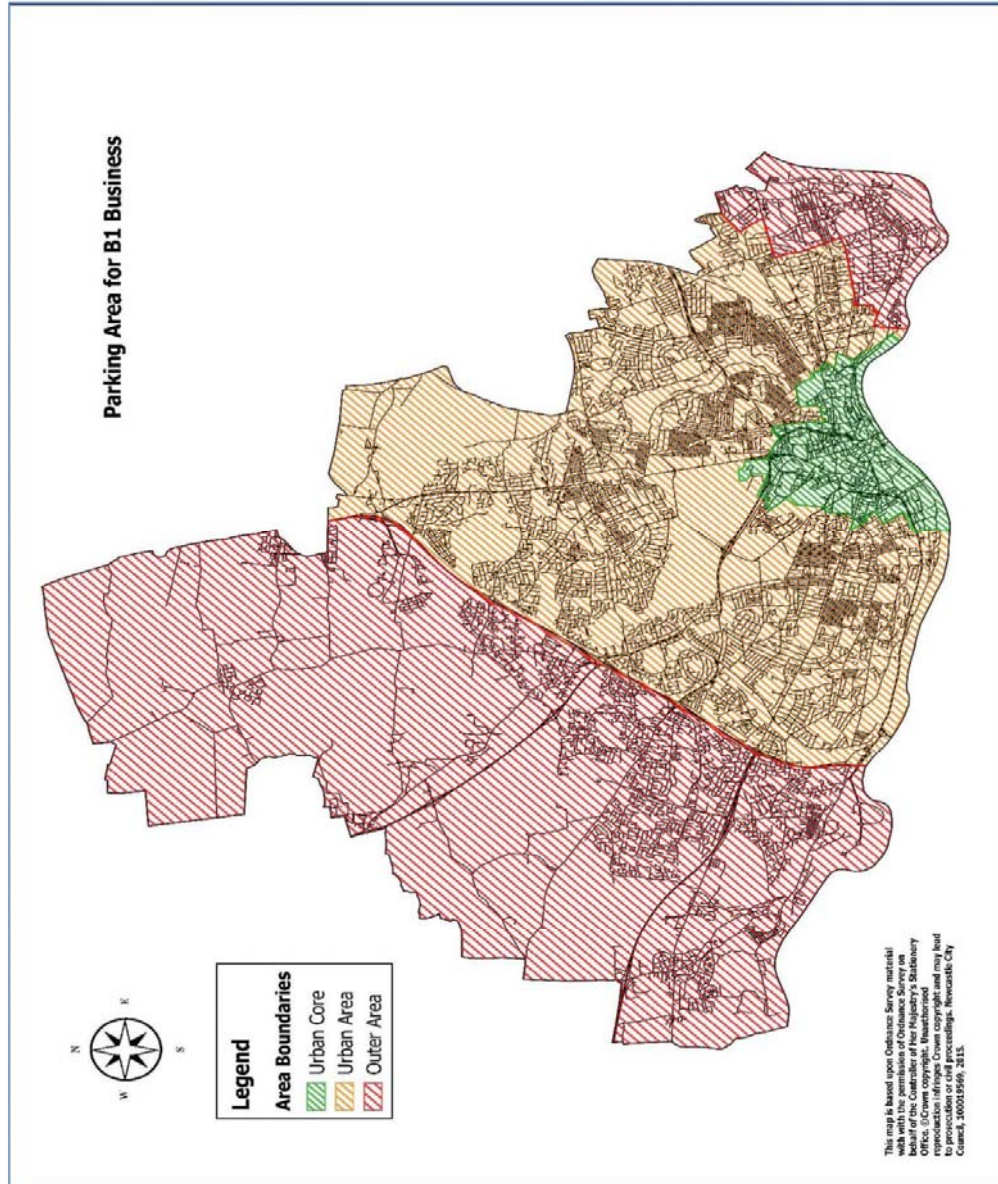 Parking Area for B1 Business
N
W
E
S
Legend
Area Boundaries
Urban Core
Urban Area
Outer Area
This map is based upon Ordnance Survey material
with with the permission of Ordnance Survey on
behalf of the Controller of Her Majestry's Stationery
Office. ©Crown copyright. Unauthorised
reproduction infringes Crown copyright and may lead
to prosecution or civil proceedings. Newcastle City
Council, 100019569, 2015.